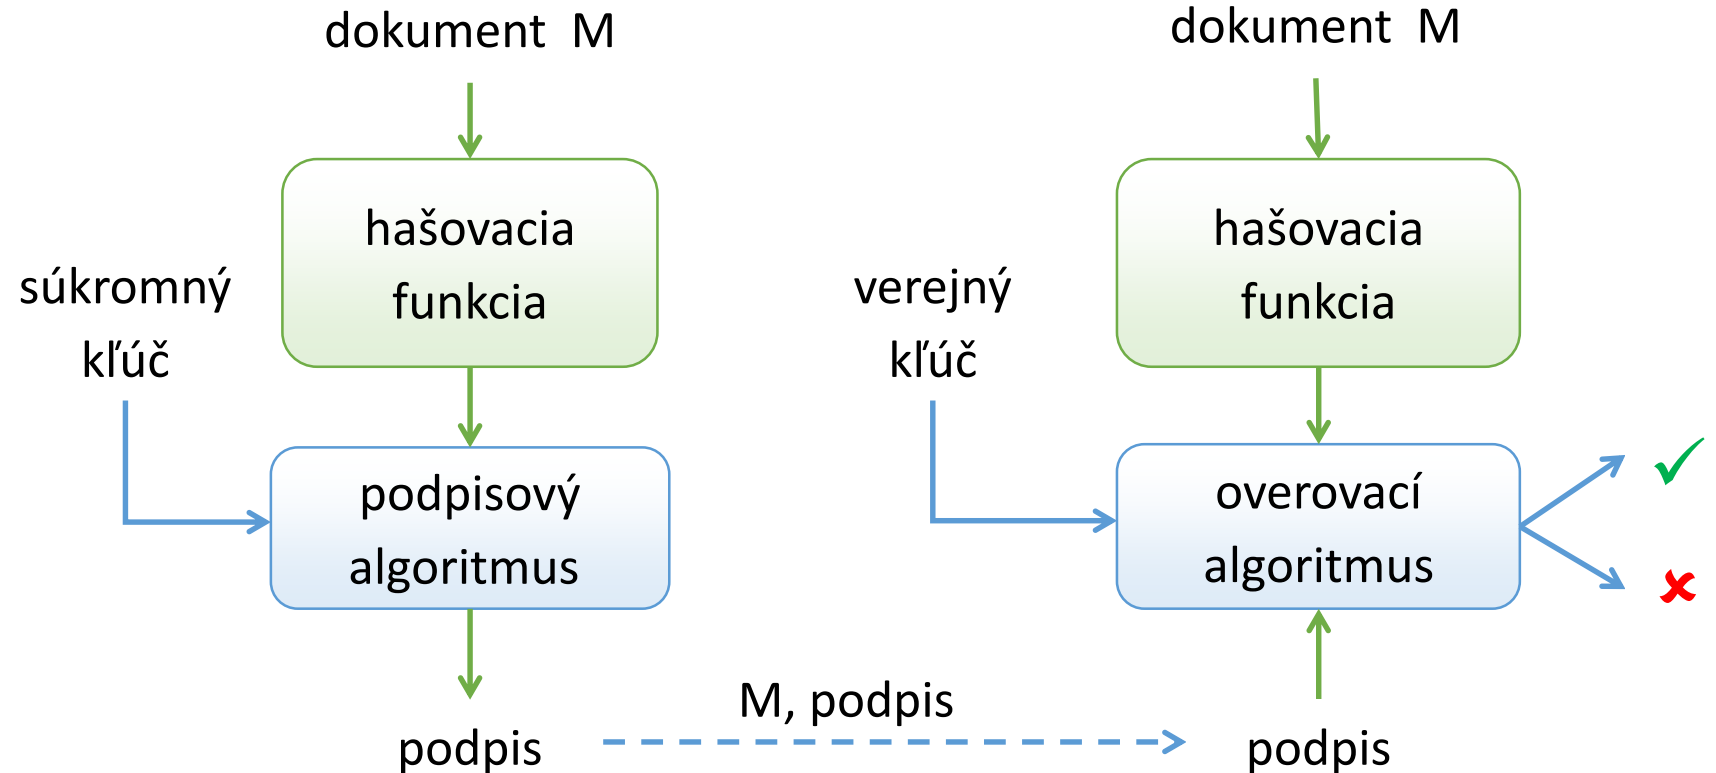 dokument M
hašovacia
funkcia
súkromný
kľúč
podpisový
algoritmus
podpis
M, podpis
dokument M
hašovacia
funkcia
verejný
kľúč
overovací
algoritmus
podpis